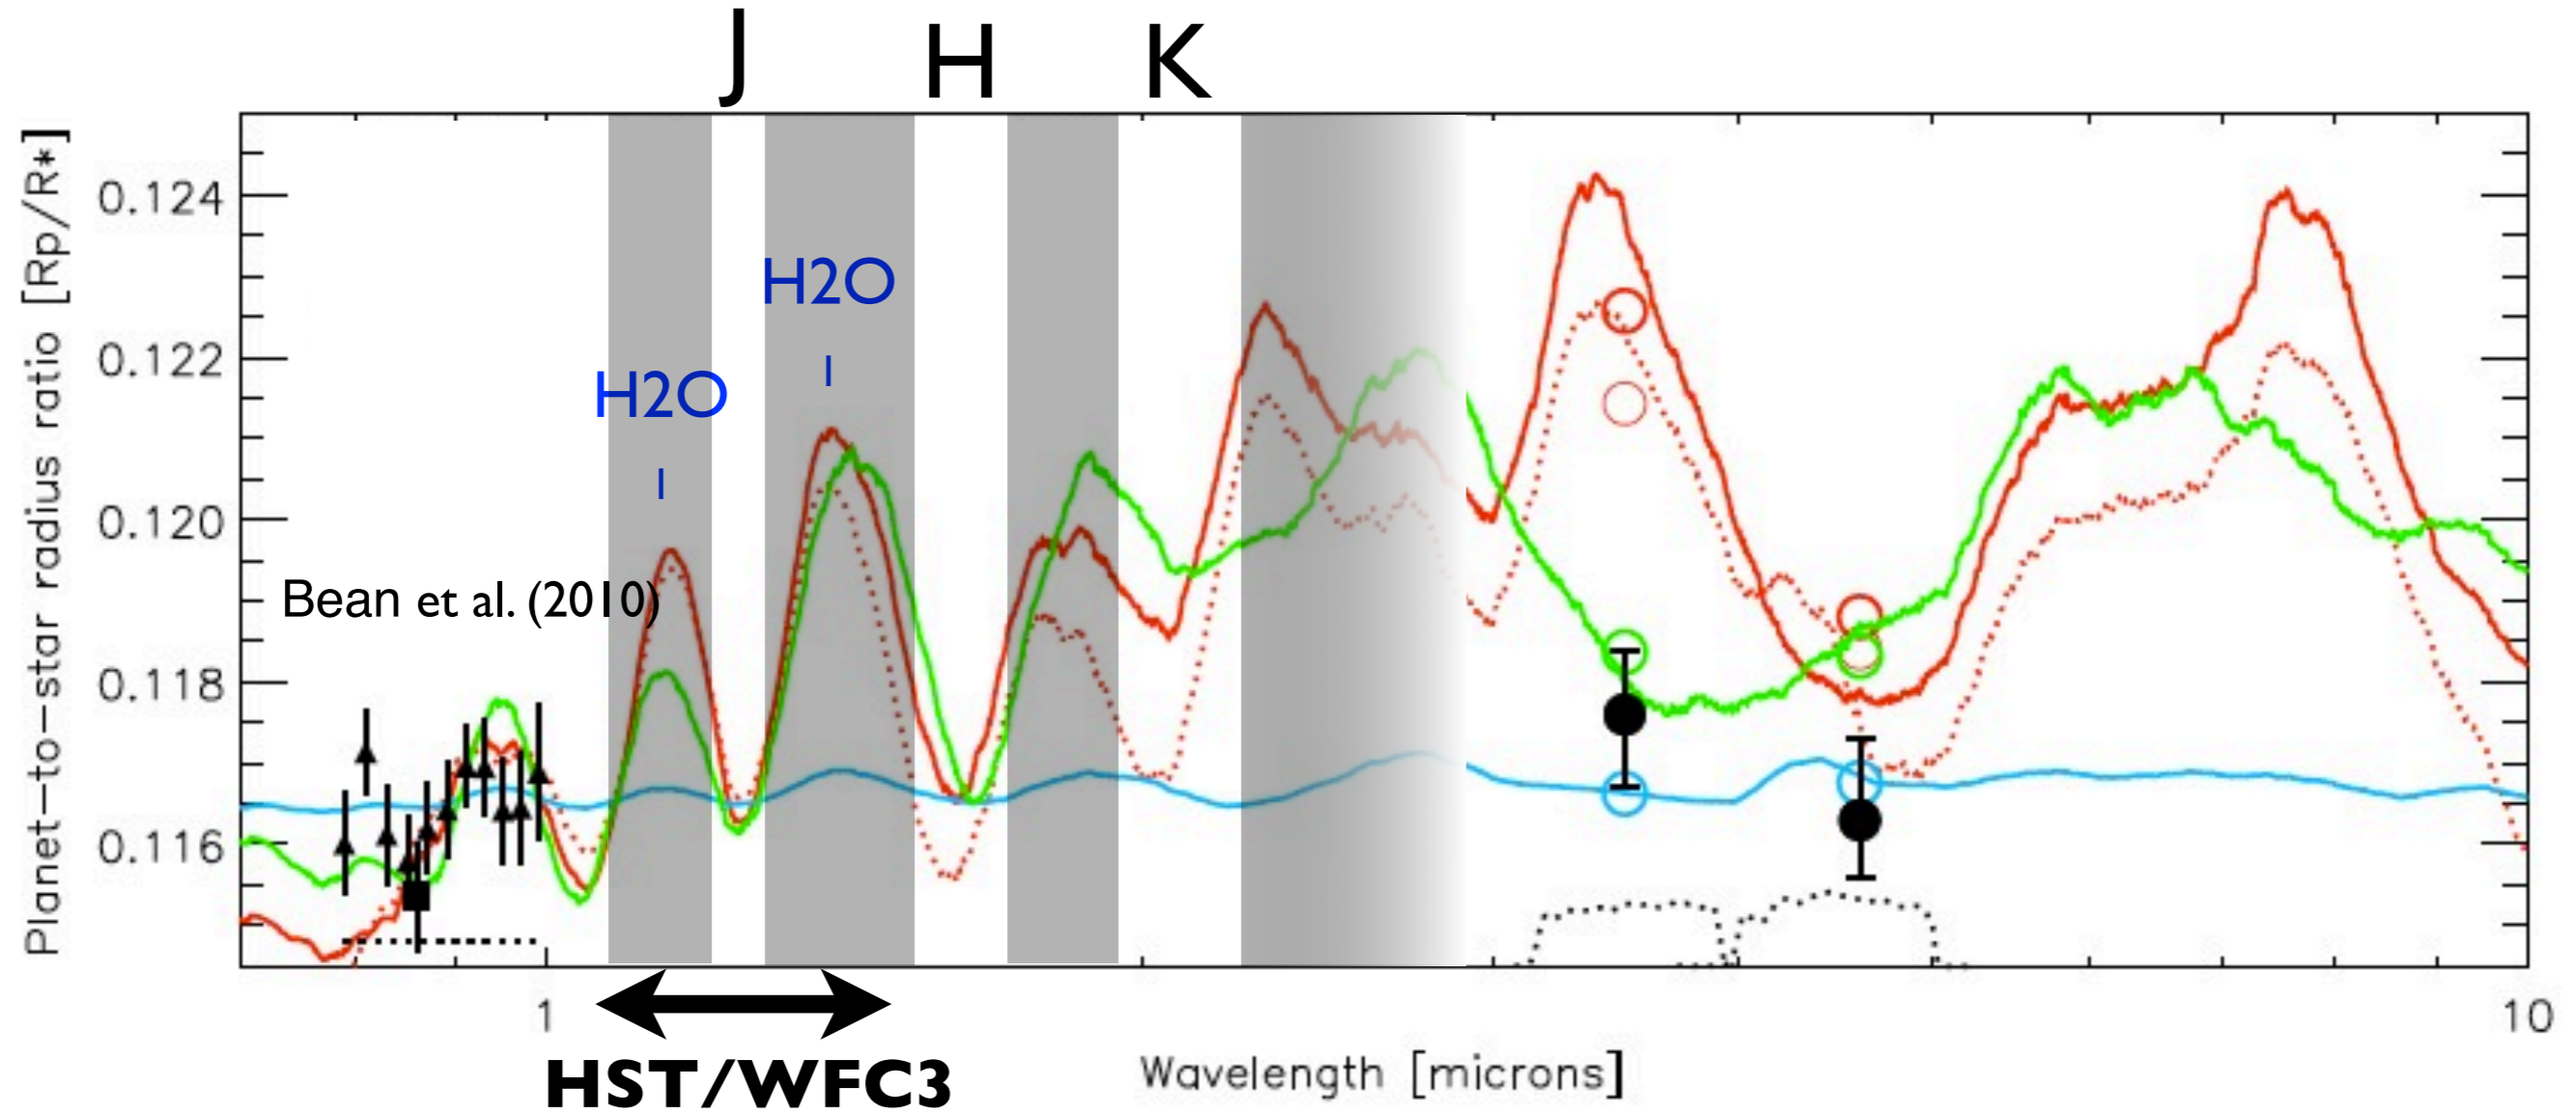 J H K
Planet-to-star radius ratio [Rp/R*]
0.124
0.122
0.120
0.118
0.116
H2O
H2O
Bean et al. (2010)
1 10
HST/WFC3
Wavelength [microns]